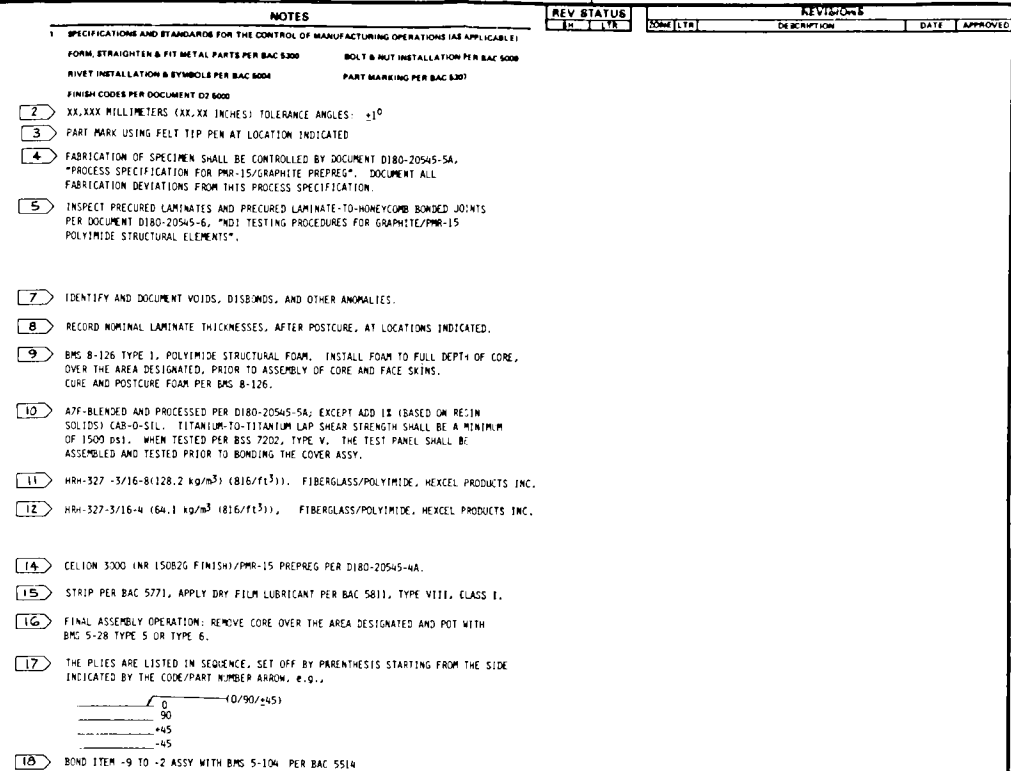 NOTES
REV STATUS
SH LTR
REVISIONS
ZONE LTR DESCRIPTION DATE APPROVED
1 SPECIFICATIONS AND STANDARDS FOR THE CONTROL OF MANUFACTURING OPERATIONS (AS APPLICABLE)
FORM, STRAIGHTEN & FIT METAL PARTS PER BAC 5300 BOLT & NUT INSTALLATION PER BAC 5009
RIVET INSTALLATION & SYMBOLS PER BAC 5004 PART MARKING PER BAC 5307
FINISH CODES PER DOCUMENT D2 5000
2 XX,XXX MILLIMETERS (XX,XX INCHES) TOLERANCE ANGLES: ±1°
3 PART MARK USING FELT TIP PEN AT LOCATION INDICATED
4 FABRICATION OF SPECIMEN SHALL BE CONTROLLED BY DOCUMENT D180-20545-5A,
"PROCESS SPECIFICATION FOR PMR-15/GRAPHITE PREPREG". DOCUMENT ALL
FABRICATION DEVIATIONS FROM THIS PROCESS SPECIFICATION.
5 INSPECT PRECURED LAMINATES AND PRECURED LAMINATE-TO-HONEYCOMB BONDED JOINTS
PER DOCUMENT D180-20545-6, "NDI TESTING PROCEDURES FOR GRAPHITE/PMR-15
POLYIMIDE STRUCTURAL ELEMENTS".
7 IDENTIFY AND DOCUMENT VOIDS, DISBONDS, AND OTHER ANOMALIES.
8 RECORD NOMINAL LAMINATE THICKNESSES, AFTER POSTCURE, AT LOCATIONS INDICATED.
9 BMS 8-126 TYPE 1, POLYIMIDE STRUCTURAL FOAM. INSTALL FOAM TO FULL DEPTH OF CORE,
OVER THE AREA DESIGNATED, PRIOR TO ASSEMBLY OF CORE AND FACE SKINS.
CURE AND POSTCURE FOAM PER BMS 8-126.
10 A7F-BLENDED AND PROCESSED PER D180-20545-5A; EXCEPT ADD 1% (BASED ON RESIN
SOLIDS) CAB-O-SIL. TITANIUM-TO-TITANIUM LAP SHEAR STRENGTH SHALL BE A MINIMUM
OF 1500 psi. WHEN TESTED PER BSS 7202, TYPE V. THE TEST PANEL SHALL BE
ASSEMBLED AND TESTED PRIOR TO BONDING THE COVER ASSY.
11 HRH-327 -3/16-8(128.2 kg/m³) (816/ft³)). FIBERGLASS/POLYIMIDE, HEXCEL PRODUCTS INC.
12 HRH-327-3/16-4 (64.1 kg/m³ (816/ft³)), FIBERGLASS/POLYIMIDE, HEXCEL PRODUCTS INC.
14 CELION 3000 (NR 150B2G FINISH)/PMR-15 PREPREG PER D180-20545-4A.
15 STRIP PER BAC 5771, APPLY DRY FILM LUBRICANT PER BAC 5811, TYPE VIII, CLASS I.
16 FINAL ASSEMBLY OPERATION: REMOVE CORE OVER THE AREA DESIGNATED AND POT WITH
BMS 5-28 TYPE 5 OR TYPE 6.
17 THE PLIES ARE LISTED IN SEQUENCE, SET OFF BY PARENTHESIS STARTING FROM THE SIDE
INDICATED BY THE CODE/PART NUMBER ARROW, e.g.,
0 (0/90/±45)
90
+45
-45
18 BOND ITEM -9 TO -2 ASSY WITH BMS 5-104 PER BAC 5514